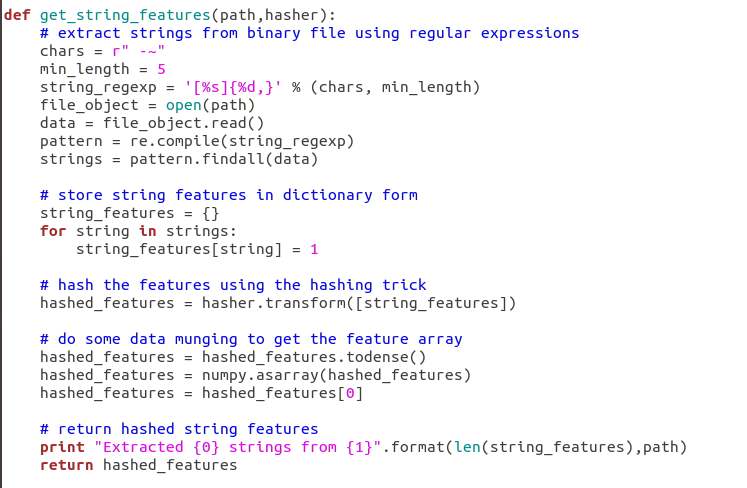 def get_string_features(path,hasher):
    # extract strings from binary file using regular expressions
    chars = r" -~"
    min_length = 5
    string_regexp = '[%s]{%d,}' % (chars, min_length)
    file_object = open(path)
    data = file_object.read()
    pattern = re.compile(string_regexp)
    strings = pattern.findall(data)

    # store string features in dictionary form
    string_features = {}
    for string in strings:
        string_features[string] = 1

    # hash the features using the hashing trick
    hashed_features = hasher.transform([string_features])

    # do some data munging to get the feature array
    hashed_features = hashed_features.todense()
    hashed_features = numpy.asarray(hashed_features)
    hashed_features = hashed_features[0]

    # return hashed string features
    print "Extracted {0} strings from {1}".format(len(string_features),path)
    return hashed_features